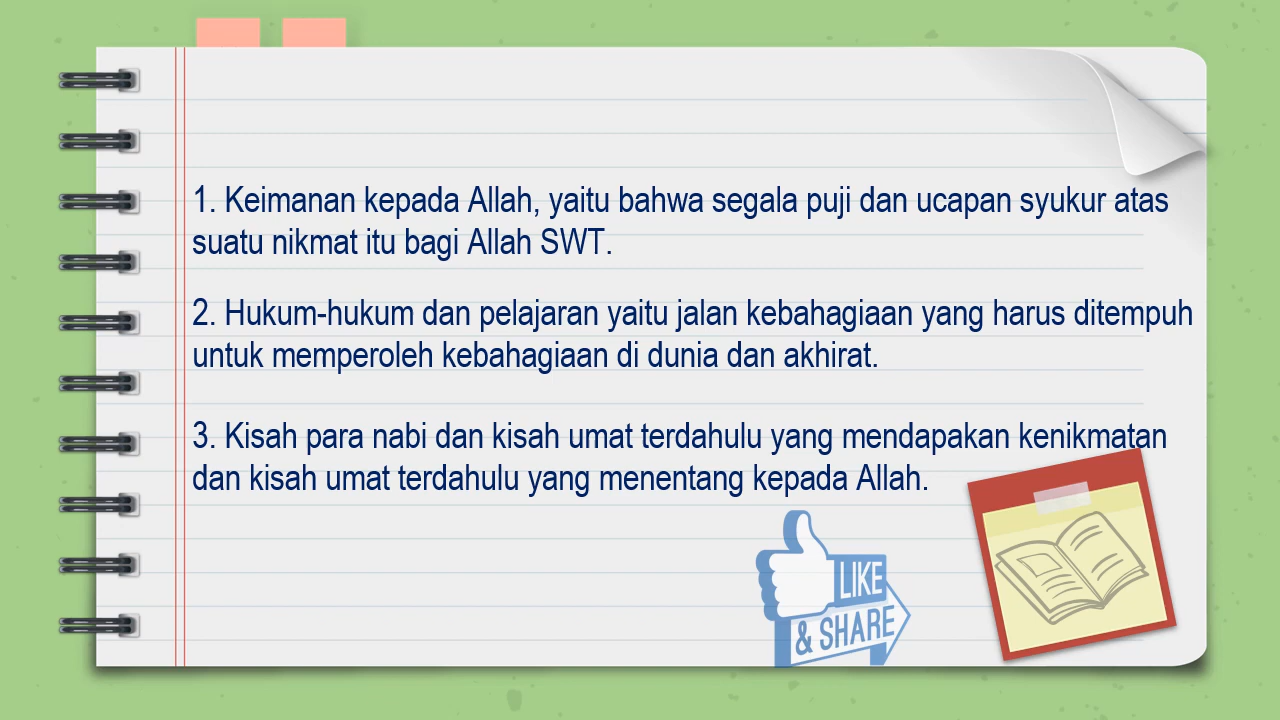 1. Keimanan kepada Allah, yaitu bahwa segala puji dan ucapan syukur atas
suatu nikmat itu bagi Allah SWT.
2. Hukum-hukum dan pelajaran yaitu jalan kebahagiaan yang harus ditempuh
untuk memperoleh kebahagiaan di dunia dan akhirat.
3. Kisah para nabi dan kisah umat terdahulu yang mendapakan kenikmatan
dan kisah umat terdahulu yang menentang kepada Allah.
LIKE
& SHARE